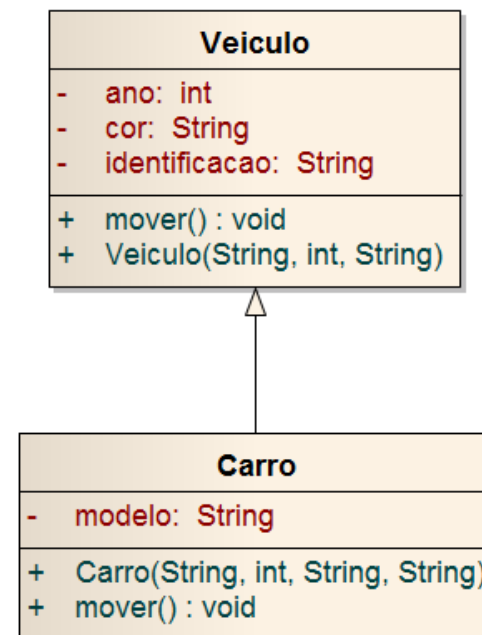 Veiculo
- ano: int
- cor: String
- identificacao: String
+ mover() : void
+ Veiculo(String, int, String)
Carro
- modelo: String
+ Carro(String, int, String, String)
+ mover() : void